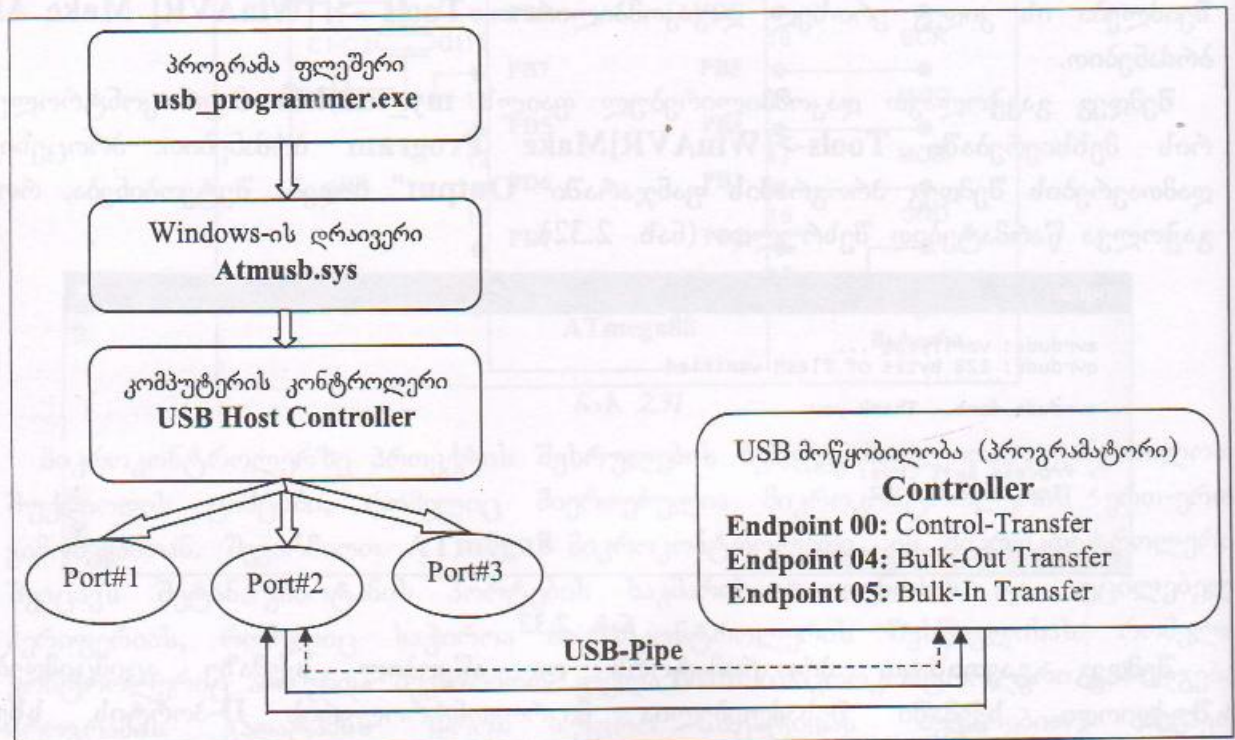 პროგრამა ფლეშერი
usb_programmer.exe
Windows-ის დრაივერი
Atmusb.sys
კომპუტერის კონტროლერი
USB Host Controller
Port#1
Port#2
Port#3
USB მოწყობილობა (პროგრამატორი)
Controller
Endpoint 00: Control-Transfer
Endpoint 04: Bulk-Out Transfer
Endpoint 05: Bulk-In Transfer
USB-Pipe